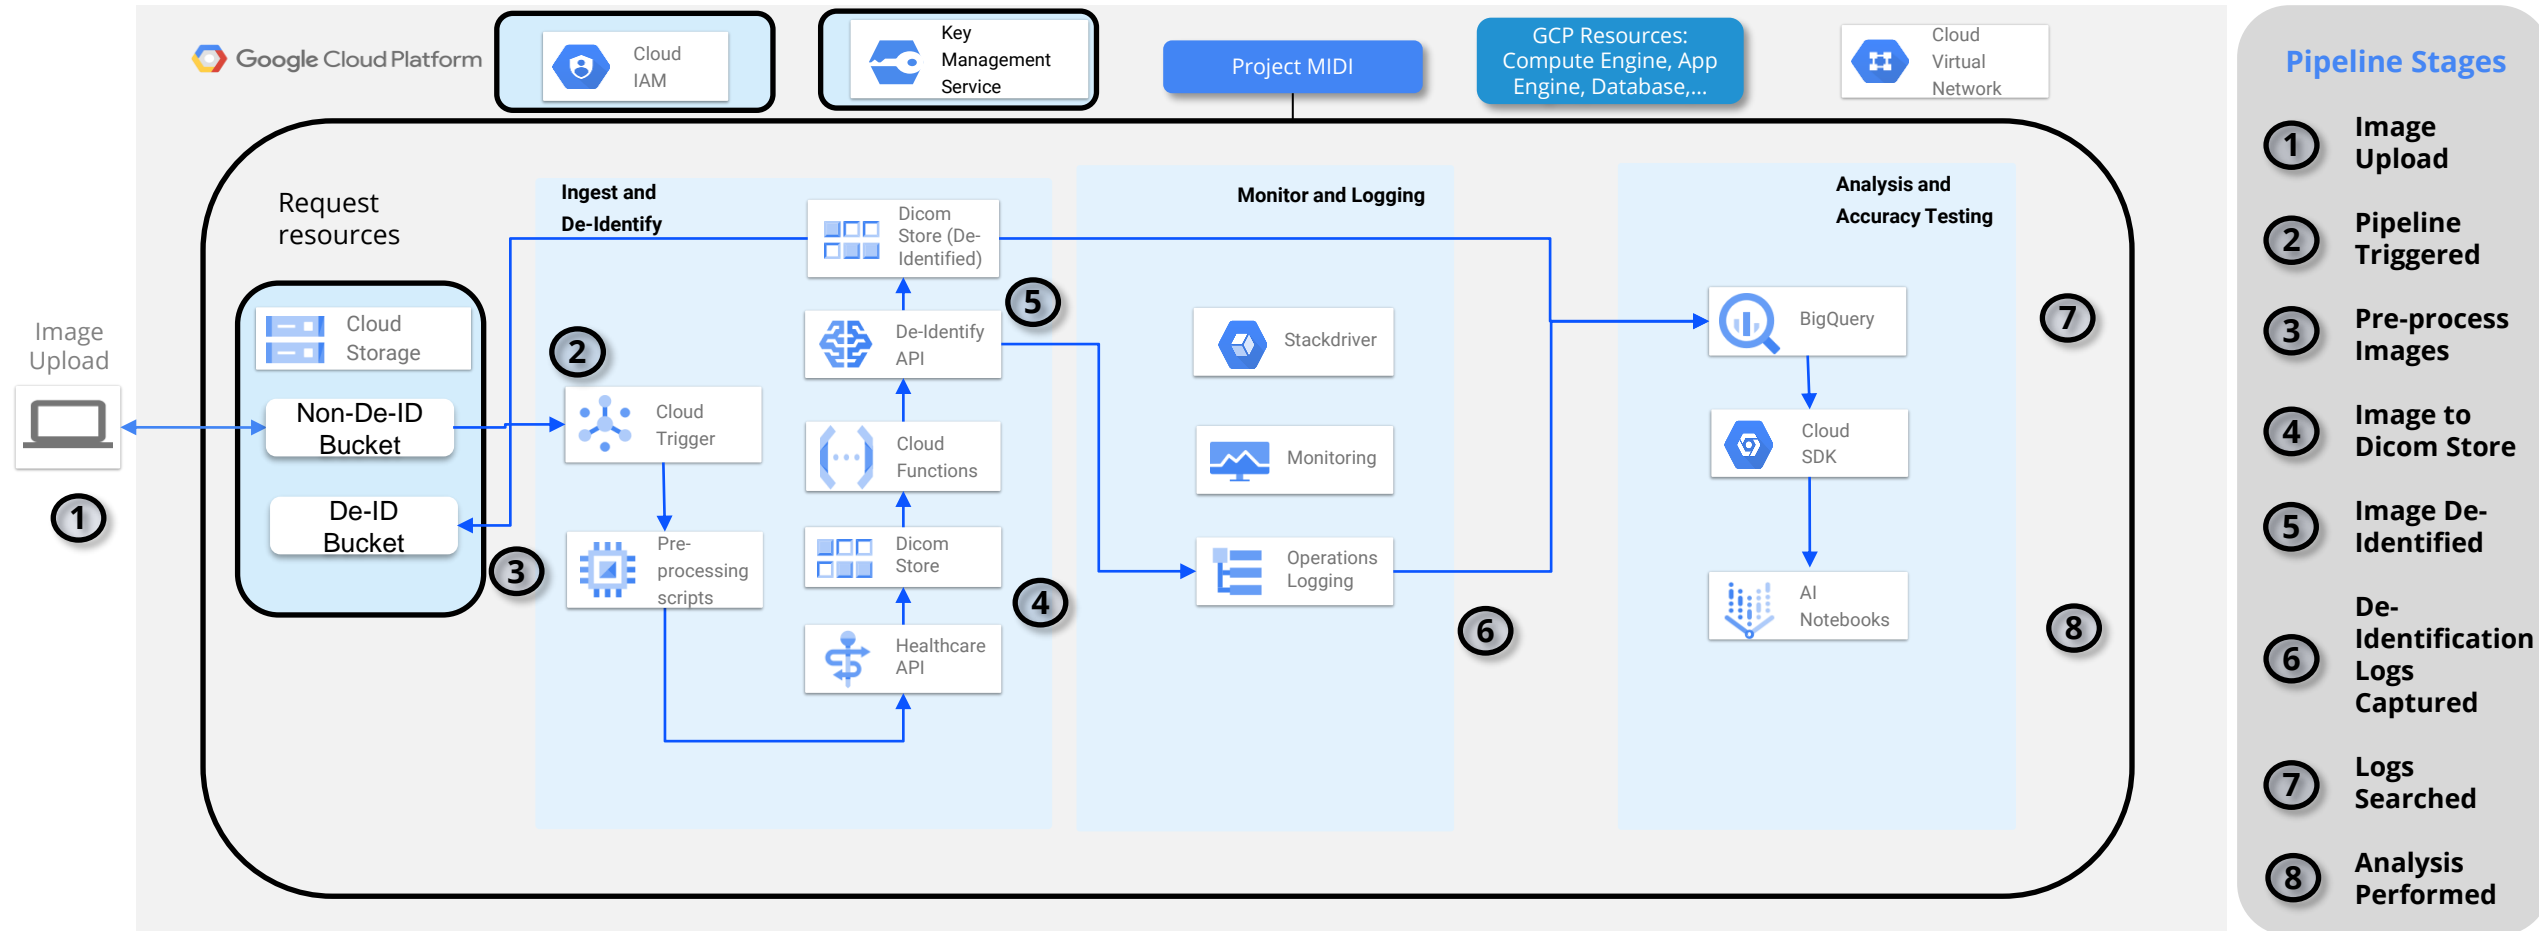 Google Cloud Platform
Cloud
IAM
Key
Management
Service
Project MIDI
GCP Resources:
Compute Engine, App
Engine, Database,...
Cloud
Virtual
Network
Request
resources
Image
Upload
1
Cloud
Storage
Non-De-ID
Bucket
De-ID
Bucket
Ingest and
De-Identify
2
Cloud
Trigger
3
Pre-
processing
scripts
Dicom
Store (De-
Identified)
5
De-Identify
API
Cloud
Functions
Dicom
Store
4
Healthcare
API
Monitor and Logging
Stackdriver
Monitoring
Operations
Logging
6
Analysis and
Accuracy Testing
BigQuery
7
Cloud
SDK
AI
Notebooks
8
Pipeline Stages
1 Image
Upload
2 Pipeline
Triggered
3 Pre-process
Images
4 Image to
Dicom Store
5 Image De-
Identified
6 De-
Identification
Logs
Captured
7 Logs
Searched
8 Analysis
Performed